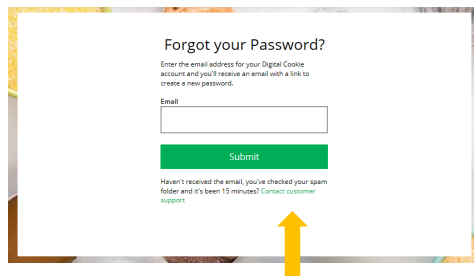 Forgot your Password?
Enter the email address for your Digital Cookie
account and you'll receive an email with a link to
create a new password.
Email
Submit
Haven't received the email, you've checked your spam
folder and it's been 15 minutes? Contact customer
support